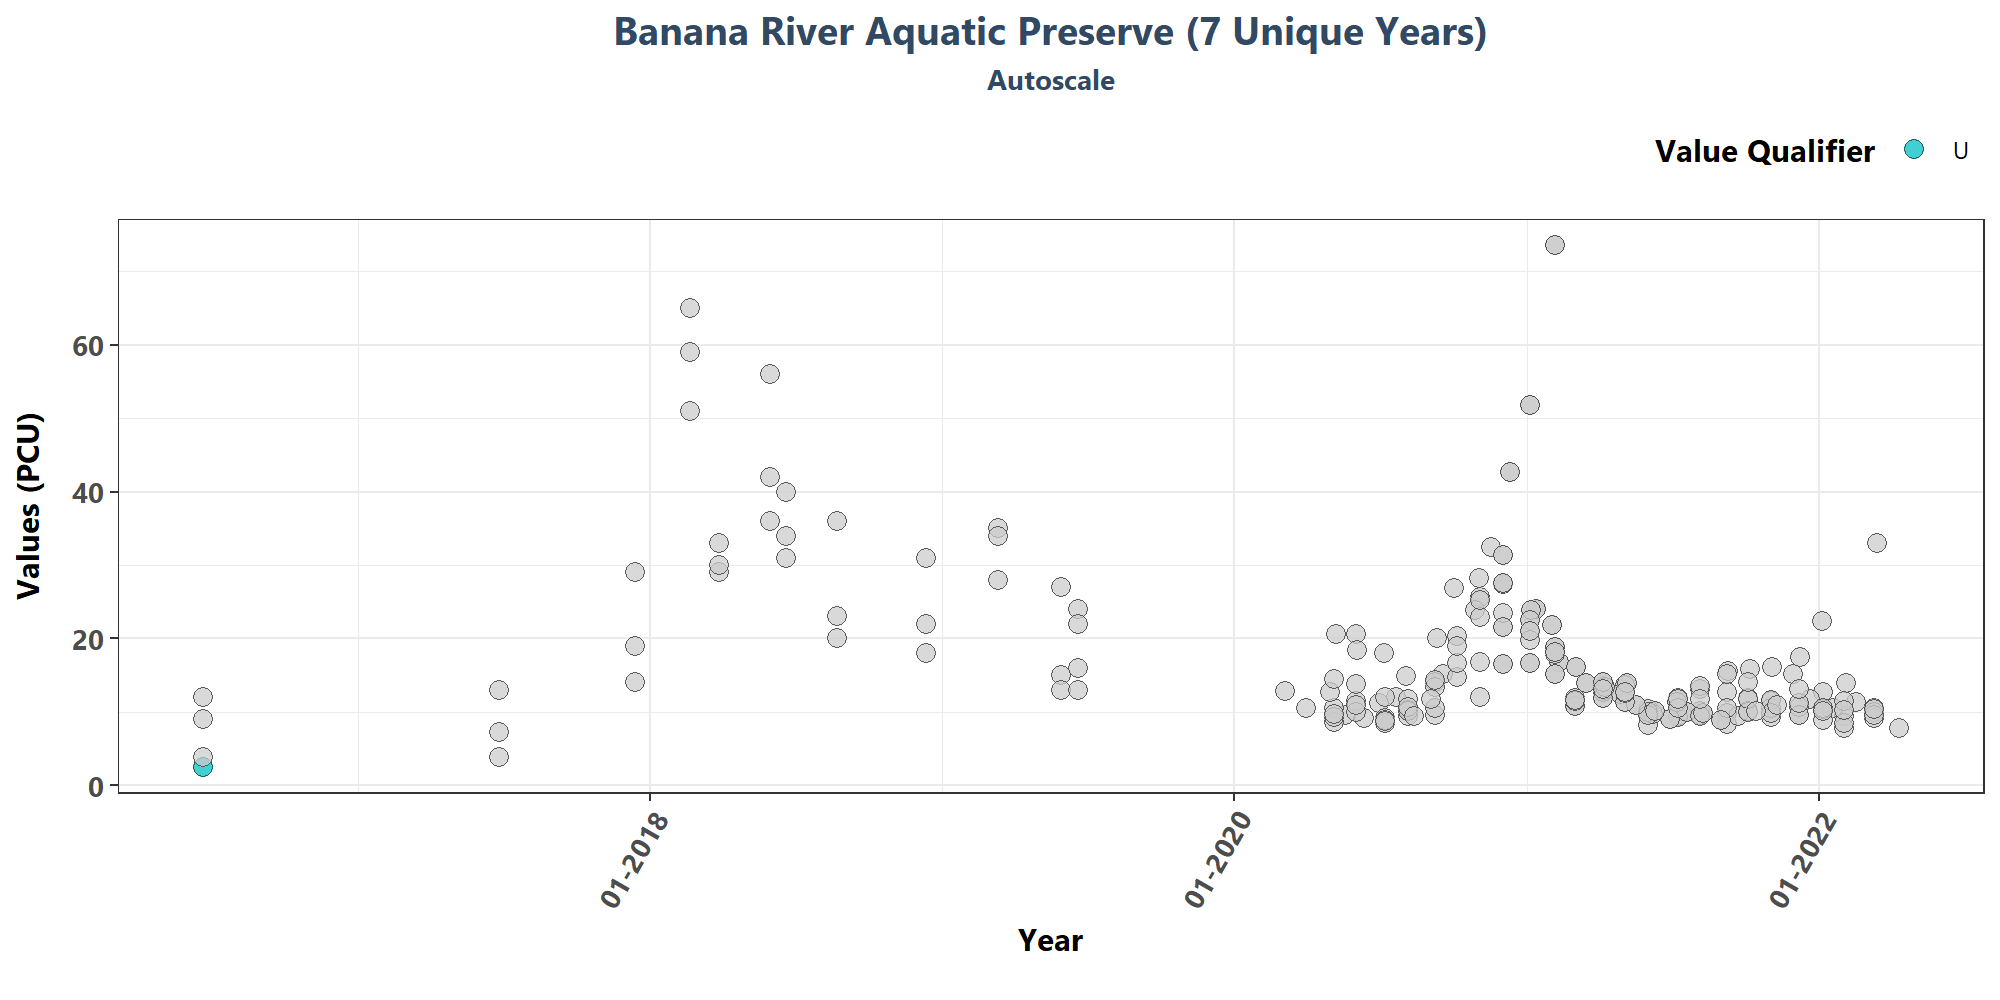 Banana River Aquatic Preserve (7 Unique Years)
Autoscale
Value Qualifier U
Values (PCU)
60
40
20
0
01-2018
01-2020
01-2022
Year